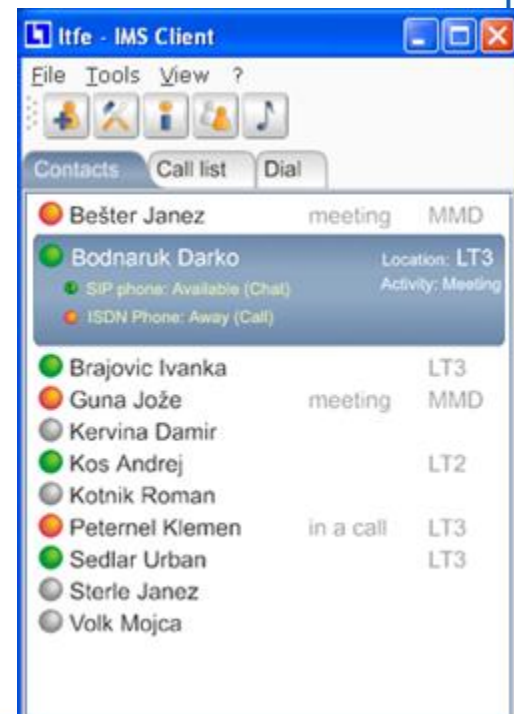 ltfe - IMS Client
File Tools View ?
Contacts Call list Dial
Bešter Janez meeting MMD
Bodnaruk Darko Location: LT3
SIP phone: Available (Chat) Activity: Meeting
ISDN Phone: Away (Call)
Brajovic Ivanka LT3
Guna Jože meeting MMD
Kervina Damir
Kos Andrej LT2
Kotnik Roman
Peternel Klemen in a call LT3
Sedlar Urban LT3
Sterle Janez
Volk Mojca